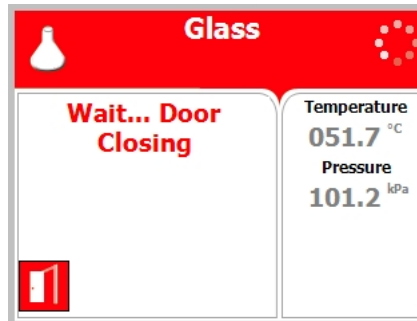 Glass
Wait... Door
Closing
Temperature
051.7 °C
Pressure
101.2 kPa